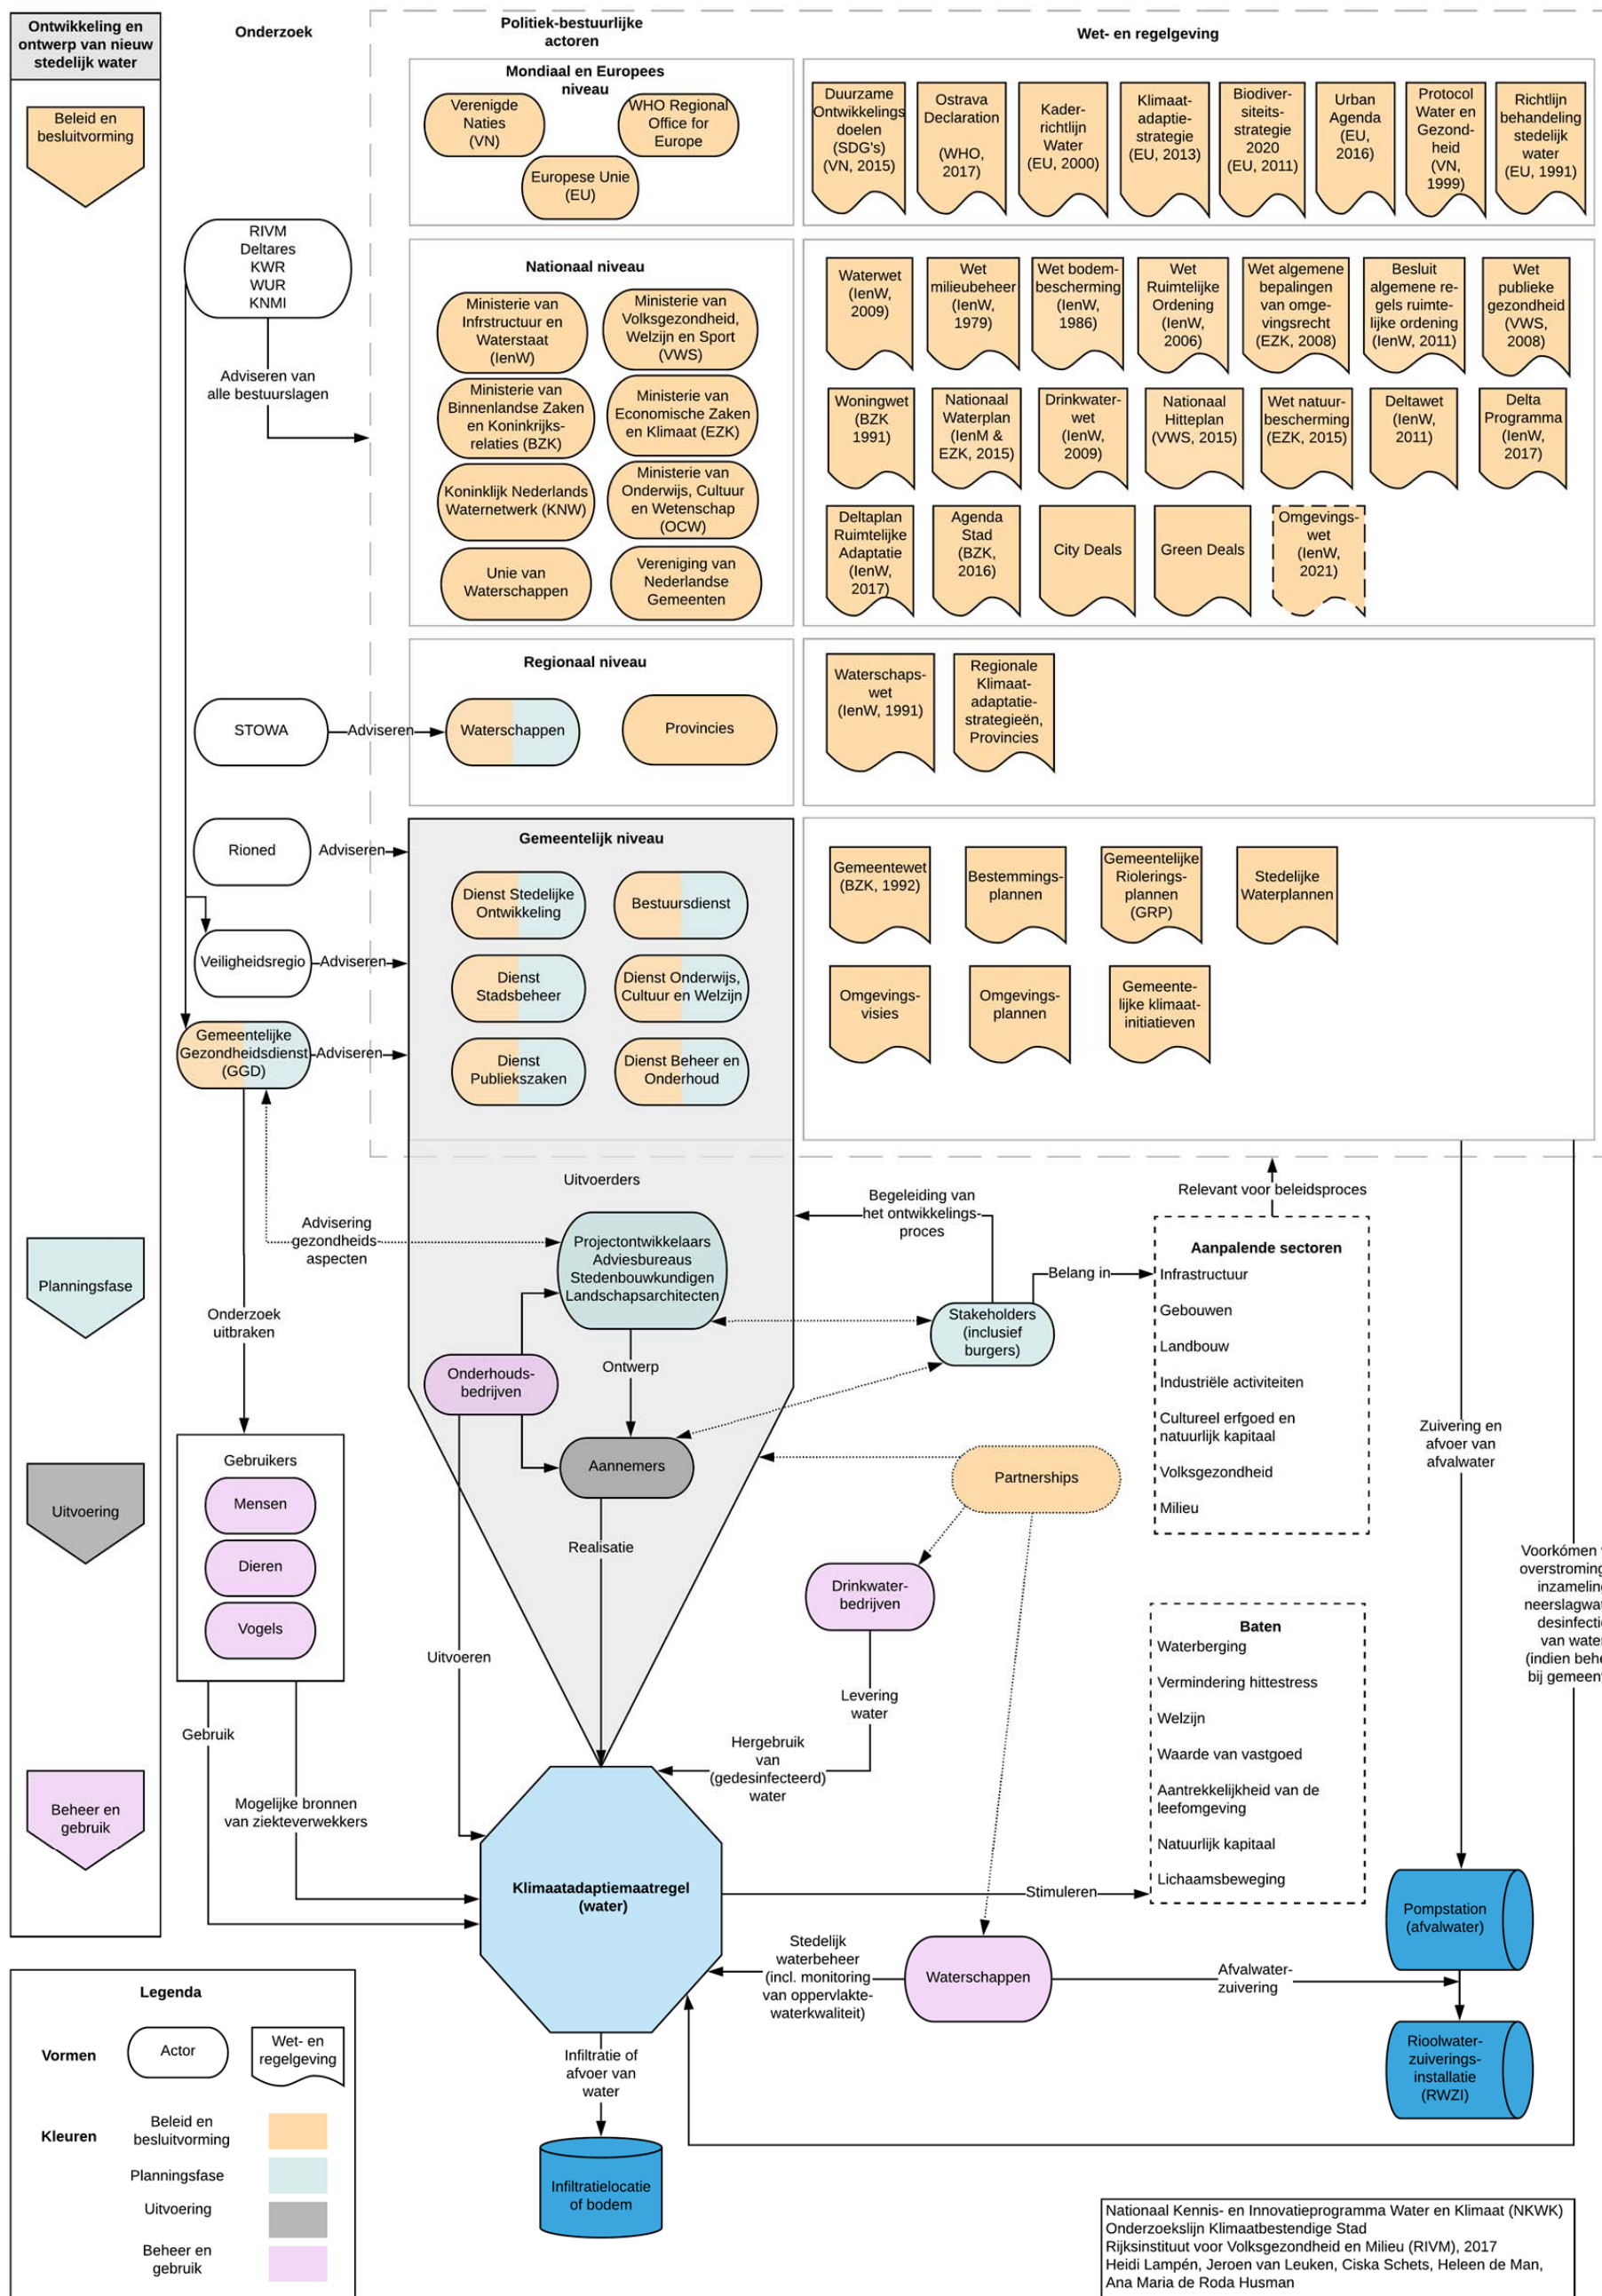 Ontwikkeling en
ontwerp van nieuw
stedelijk water
Beleid en
besluitvorming
Planningsfase
Uitvoering
Beheer en
gebruik
Onderzoek
RIVM
Deltares
KWR
WUR
KNMI
Adviseren van
alle bestuurslagen
STOWA
Adviseren
Rioned
Adviseren
Veiligheidsregio
Adviseren
Gemeentelijke
Gezondheidsdienst
(GGD)
Adviseren
Politiek-bestuurlijke
actoren
Mondiaal en Europees
niveau
Verenigde
Naties
(VN)
WHO Regional
Office for
Europe
Europese Unie
(EU)
Nationaal niveau
Ministerie van
Infrstructuur en
Waterstaat
(IenW)
Ministerie van
Volksgezondheid,
Welzijn en Sport
(VWS)
Ministerie van
Binnenlandse Zaken
en Koninkrijks-
relaties (BZK)
Ministerie van
Economische Zaken
en Klimaat (EZK)
Koninklijk Nederlands
Waternetwerk (KNW)
Ministerie van
Onderwijs, Cultuur
en Wetenschap
(OCW)
Unie van
Waterschappen
Vereniging van
Nederlandse
Gemeenten
Regionaal niveau
Waterschappen
Provincies
Gemeentelijk niveau
Dienst Stedelijke
Ontwikkeling
Bestuursdienst
Dienst
Stadsbeheer
Dienst Onderwijs,
Cultuur en Welzijn
Dienst
Publiekszaken
Dienst Beheer en
Onderhoud
Wet- en regelgeving
Duurzame
Ontwikkelings
doelen
(SDG's)
(VN, 2015)
Ostrava
Declaration
(WHO,
2017)
Kader-
richtlijn
Water
(EU, 2000)
Klimaat-
adaptie-
strategie
(EU, 2013)
Biodiver-
siteits-
strategie
2020
(EU, 2011)
Urban
Agenda
(EU,
2016)
Protocol
Water en
Gezond-
heid
(VN,
1999)
Richtlijn
behandeling
stedelijk
water
(EU, 1991)
Waterwet
(IenW,
2009)
Wet
milieubeheer
(IenW,
1979)
Wet bodem-
bescherming
(IenW,
1986)
Wet
Ruimtelijke
Ordening
(IenW,
2006)
Wet algemene
bepalingen
van omge-
vingsrecht
(EZK, 2008)
Besluit
algemene re-
gels ruimte-
lijke ordening
(IenW, 2011)
Wet
publieke
gezondheid
(VWS,
2008)
Woningwet
(BZK
1991)
Nationaal
Waterplan
(IenM &
EZK, 2015)
Drinkwater-
wet
(IenW,
2009)
Nationaal
Hitteplan
(VWS, 2015)
Wet natuur-
bescherming
(EZK, 2015)
Deltawet
(IenW,
2011)
Delta
Programma
(IenW,
2017)
Deltaplan
Ruimtelijke
Adaptatie
(IenW,
2017)
Agenda
Stad
(BZK,
2016)
City Deals
Green Deals
Omgevings-
wet
(IenW,
2021)
Waterschaps-
wet
(IenW, 1991)
Regionale
Klimaat-
adaptatie-
strategieën,
Provincies
Gemeentewet
(BZK, 1992)
Bestemmings-
plannen
Gemeentelijke
Riolerings-
plannen
(GRP)
Stedelijke
Waterplannen
Omgevings-
visies
Omgevings-
plannen
Gemeente-
lijke klimaat-
initiatieven
Uitvoerders
Projectontwikkelaars
Adviesbureaus
Stedenbouwkundigen
Landschapsarchitecten
Advisering
gezondheids-
aspecten
Onderzoek
uitbraken
Ontwerp
Onderhouds-
bedrijven
Aannemers
Realisatie
Uitvoeren
Begeleiding van
het ontwikkelings-
proces
Stakeholders
(inclusief
burgers)
Belang in
Relevant voor beleidsproces
Aanpalende sectoren
Infrastructuur
Gebouwen
Landbouw
Industriële activiteiten
Cultureel erfgoed en
natuurlijk kapitaal
Volksgezondheid
Milieu
Partnerships
Drinkwater-
bedrijven
Levering
water
Hergebruik
van
(gedesinfecteerd)
water
Zuivering en
afvoer van
afvalwater
Voorkómen v
overstroming
inzameling
neerslagwat
desinfectie
van water
(indien behe
bij gemeent
Gebruikers
Mensen
Dieren
Vogels
Gebruik
Mogelijke bronnen
van ziekteverwekkers
Baten
Waterberging
Vermindering hittestress
Welzijn
Waarde van vastgoed
Aantrekkelijkheid van de
leefomgeving
Natuurlijk kapitaal
Lichaamsbeweging
Klimaatadaptiemaatregel
(water)
Stimuleren
Stedelijk
waterbeheer
(incl. monitoring
van oppervlakte-
waterkwaliteit)
Waterschappen
Afvalwater-
zuivering
Pompstation
(afvalwater)
Rioolwater-
zuiverings-
installatie
(RWZI)
Infiltratie of
afvoer van
water
Infiltratielocatie
of bodem
Legenda
Vormen
Actor
Wet- en
regelgeving
Kleuren
Beleid en
besluitvorming
Planningsfase
Uitvoering
Beheer en
gebruik
Nationaal Kennis- en Innovatieprogramma Water en Klimaat (NKWK)
Onderzoekslijn Klimaatbestendige Stad
Rijksinstituut voor Volksgezondheid en Milieu (RIVM), 2017
Heidi Lampén, Jeroen van Leuken, Ciska Schets, Heleen de Man,
Ana Maria de Roda Husman